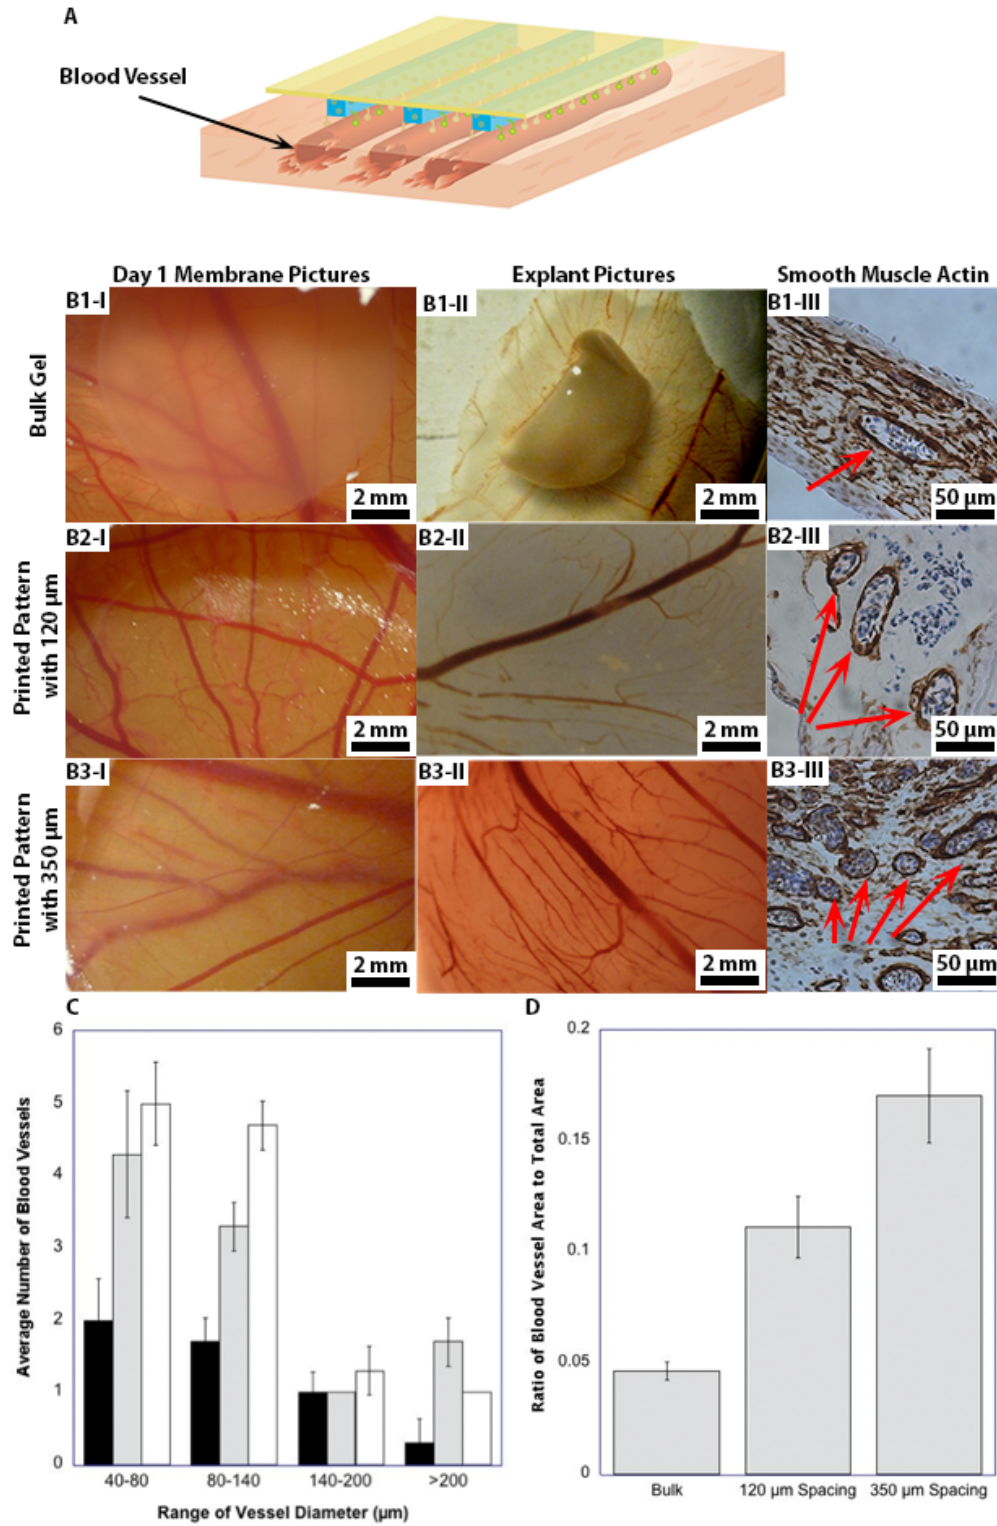 A
Blood Vessel
Day 1 Membrane Pictures
Explant Pictures
Smooth Muscle Actin
Bulk Gel
B1-I
2 mm
B1-II
2 mm
B1-III
50 µm
Printed Pattern
with 120 µm
B2-I
2 mm
B2-II
2 mm
B2-III
50 µm
Printed Pattern
with 350 µm
B3-I
2 mm
B3-II
2 mm
B3-III
50 µm
C
Average Number of Blood Vessels
6
5
4
3
2
1
0
40-80
80-140
140-200
>200
Range of Vessel Diameter (µm)
D
Ratio of Blood Vessel Area to Total Area
0.2
0.15
0.1
0.05
0
Bulk
120 µm Spacing
350 µm Spacing